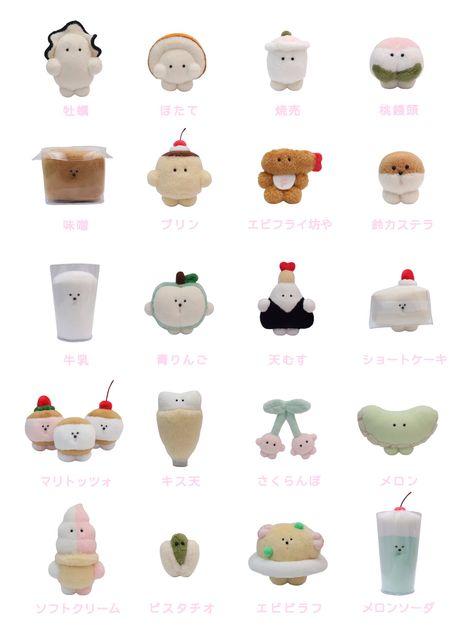 牡蠣
ほたて
焼売
桃饅頭
味噌
プリン
エビフライ坊や
鈴カステラ
牛乳
青りんご
天むす
ショートケーキ
マリトッツォ
キス天
さくらんぼ
メロン
ソフトクリーム
ピスタチオ
エビピラフ
メロンソーダ